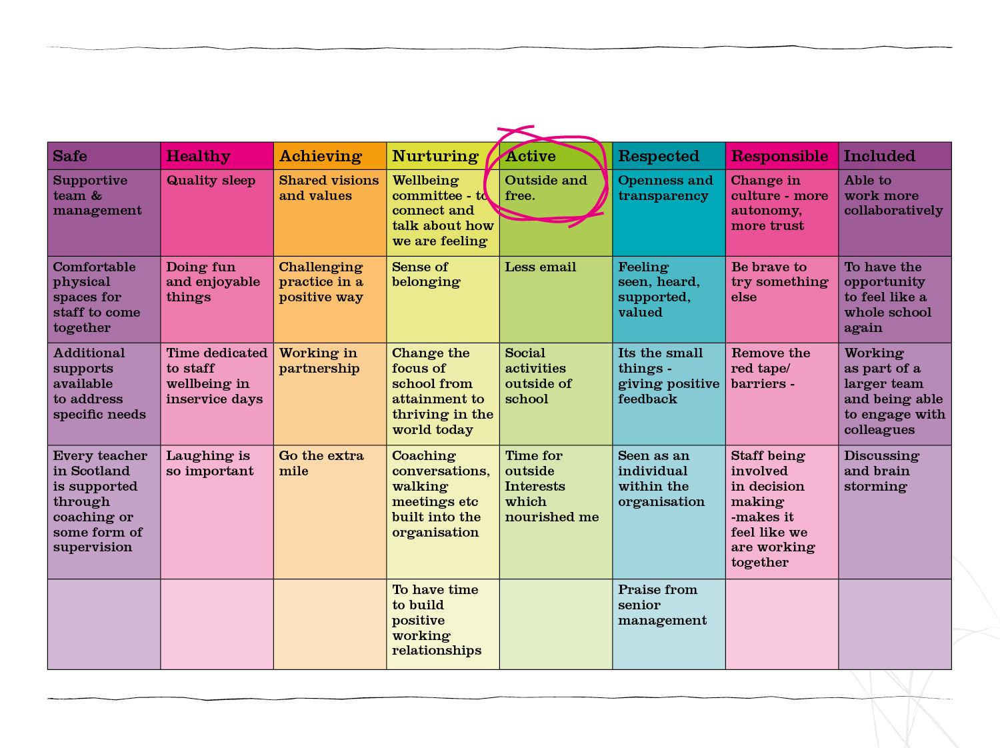 Safe
Healthy
Achieving
Nurturing
Active
Respected
Responsible
Included
Supportive
team &
management
Quality sleep
Shared visions
and values
Wellbeing
committee - to
connect and
talk about how
we are feeling
Outside and
free.
Openness and
transparency
Change in
culture - more
autonomy,
more trust
Able to
work more
collaboratively
Comfortable
physical
spaces for
staff to come
together
Doing fun
and enjoyable
things
Challenging
practice in a
positive way
Sense of
belonging
Less email
Feeling
seen, heard,
supported,
valued
Be brave to
try something
else
To have the
opportunity
to feel like a
whole school
again
Additional
supports
available
to address
specific needs
Time dedicated
to staff
wellbeing in
inservice days
Working in
partnership
Change the
focus of
school from
attainment to
thriving in the
world today
Social
activities
outside of
school
Its the small
things -
giving positive
feedback
Remove the
red tape/
barriers -
Working
as part of a
larger team
and being able
to engage with
colleagues
Every teacher
in Scotland
is supported
through
coaching or
some form of
supervision
Laughing is
so important
Go the extra
mile
Coaching
conversations,
walking
meetings etc
built into the
organisation
Time for
outside
Interests
which
nourished me
Seen as an
individual
within the
organisation
Staff being
involved
in decision
making
-makes it
feel like we
are working
together
Discussing
and brain
storming
To have time
to build
positive
working
relationships
Praise from
senior
management